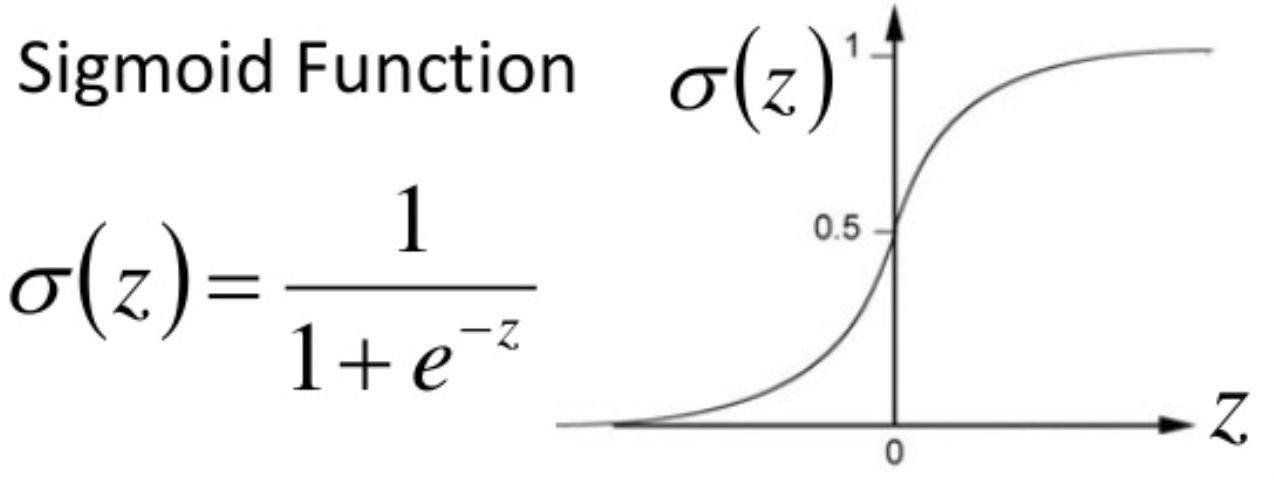 Sigmoid Function
σ(z) = 1 / (1 + e^{-z})
σ(z)
1
0.5
0
z